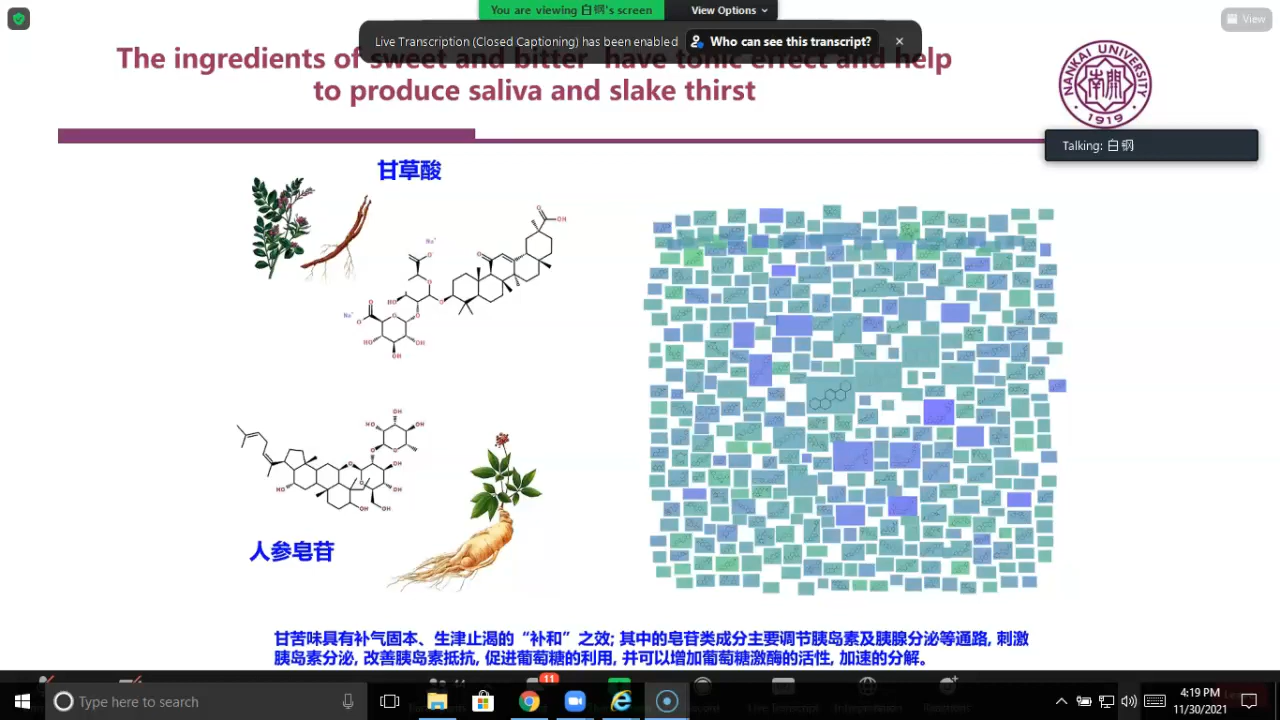 You are viewing 白钢's screen
View Options
View
Live Transcription (Closed Captioning) has been enabled
Who can see this transcript?
The ingredients of sweet and bitter have tonic effect and help
to produce saliva and slake thirst
NANKAI UNIVERSITY
1919
Talking: 白钢
甘草酸
人参皂苷
甘苦味具有补气固本、生津止渴的“补和”之效; 其中的皂苷类成分主要调节胰岛素及胰腺分泌等通路, 刺激
胰岛素分泌, 改善胰岛素抵抗, 促进葡萄糖的利用, 并可以增加葡萄糖激酶的活性, 加速的分解。
11
Type here to search
4:19 PM
11/30/2021